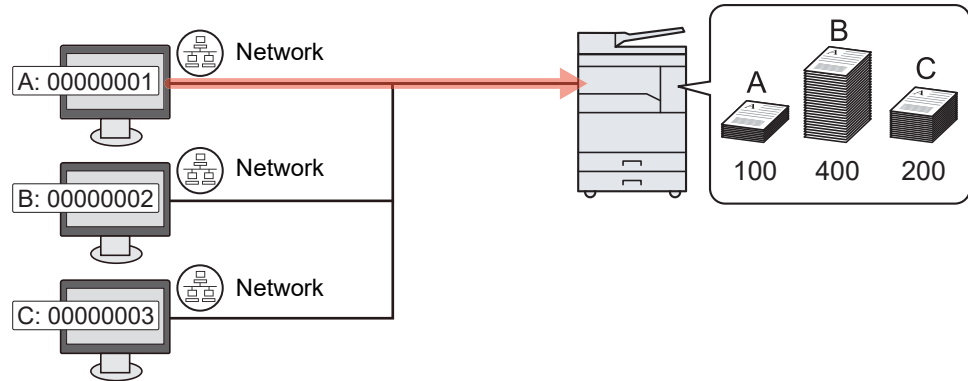 A: 00000001
Network
B: 00000002
Network
C: 00000003
Network
A
B
C
A
A
A
100
400
200